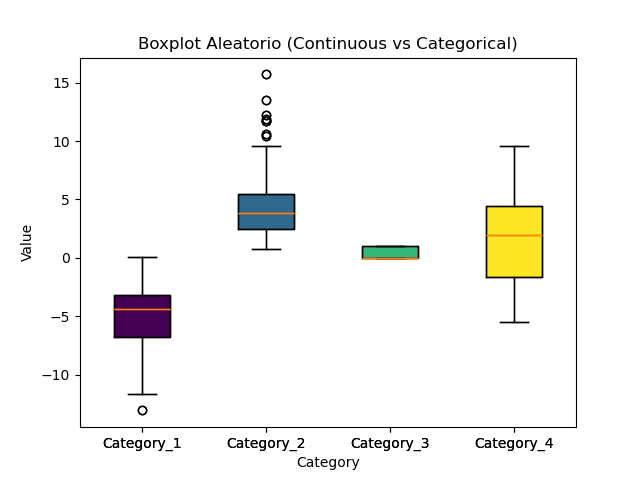 Boxplot Aleatorio (Continuous vs Categorical)
15
10
5
0
−5
−10
Value
Category_1 Category_2 Category_3 Category_4
Category